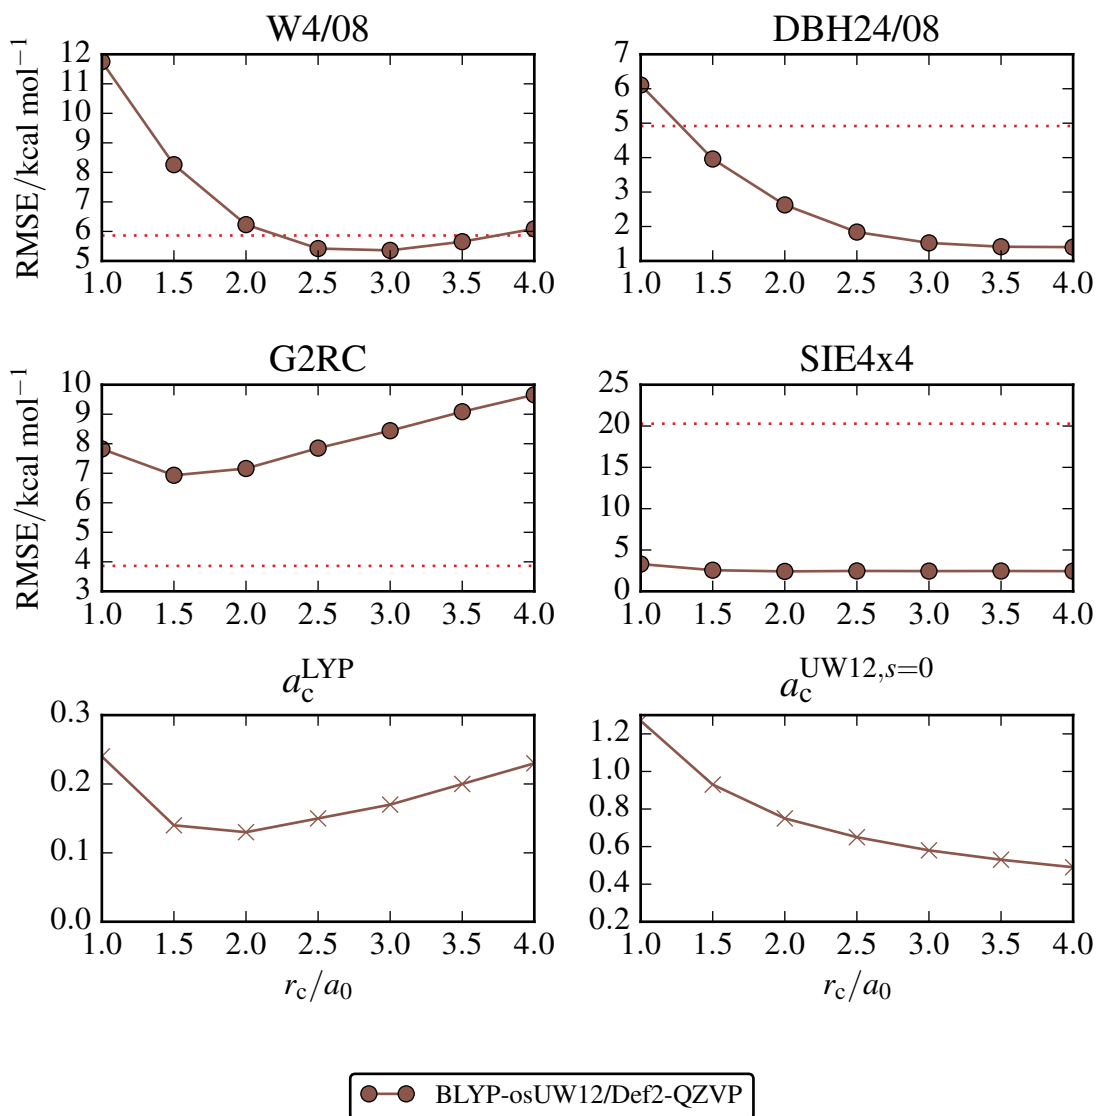 W4/08
DBH24/08
RMSE/kcal mol⁻¹
12
11
10
9
8
7
6
5
1.0 1.5 2.0 2.5 3.0 3.5 4.0
7
6
5
4
3
2
1
1.0 1.5 2.0 2.5 3.0 3.5 4.0
G2RC
SIE4x4
RMSE/kcal mol⁻¹
10
9
8
7
6
5
4
3
1.0 1.5 2.0 2.5 3.0 3.5 4.0
25
20
15
10
5
0
1.0 1.5 2.0 2.5 3.0 3.5 4.0
a_c^LYP
a_c^UW12,s=0
0.3
0.2
0.1
0.0
1.0 1.5 2.0 2.5 3.0 3.5 4.0
r_c/a_0
1.2
1.0
0.8
0.6
0.4
0.2
1.0 1.5 2.0 2.5 3.0 3.5 4.0
r_c/a_0
BLYP-osUW12/Def2-QZVP